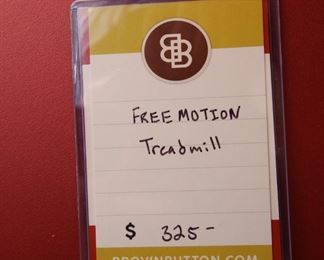 FREE MOTION
Treadmill
$ 325-
BROWNBUTTON.COM